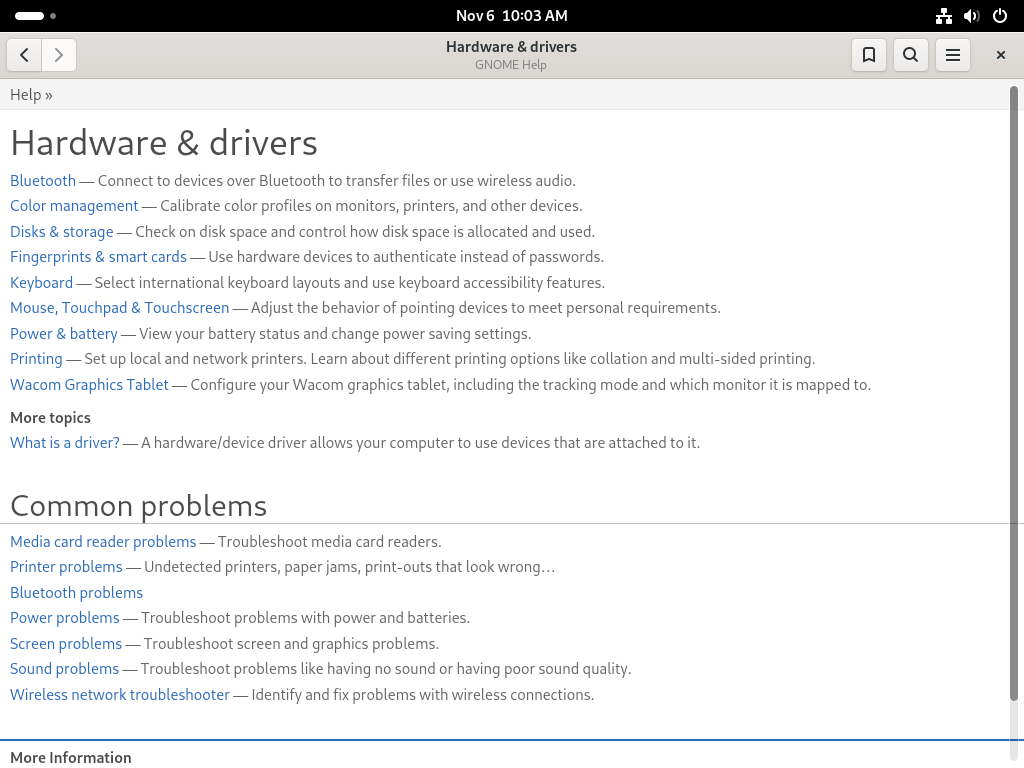 Nov 6 10:03 AM
Hardware & drivers
GNOME Help
Help »
Hardware & drivers
Bluetooth — Connect to devices over Bluetooth to transfer files or use wireless audio.
Color management — Calibrate color profiles on monitors, printers, and other devices.
Disks & storage — Check on disk space and control how disk space is allocated and used.
Fingerprints & smart cards — Use hardware devices to authenticate instead of passwords.
Keyboard — Select international keyboard layouts and use keyboard accessibility features.
Mouse, Touchpad & Touchscreen — Adjust the behavior of pointing devices to meet personal requirements.
Power & battery — View your battery status and change power saving settings.
Printing — Set up local and network printers. Learn about different printing options like collation and multi-sided printing.
Wacom Graphics Tablet — Configure your Wacom graphics tablet, including the tracking mode and which monitor it is mapped to.
More topics
What is a driver? — A hardware/device driver allows your computer to use devices that are attached to it.
Common problems
Media card reader problems — Troubleshoot media card readers.
Printer problems — Undetected printers, paper jams, print-outs that look wrong…
Bluetooth problems
Power problems — Troubleshoot problems with power and batteries.
Screen problems — Troubleshoot screen and graphics problems.
Sound problems — Troubleshoot problems like having no sound or having poor sound quality.
Wireless network troubleshooter — Identify and fix problems with wireless connections.
More Information